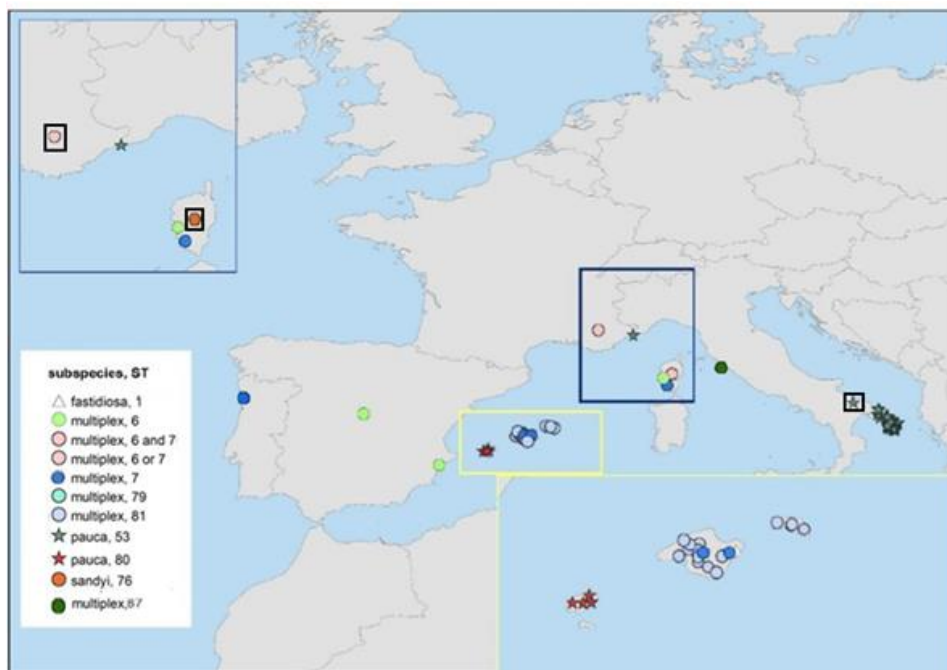 subspecies, ST
fastidiosa, 1
multiplex, 6
multiplex, 6 and 7
multiplex, 6 or 7
multiplex, 7
multiplex, 79
multiplex, 81
pauca, 53
pauca, 80
sandyi, 76
multiplex,87